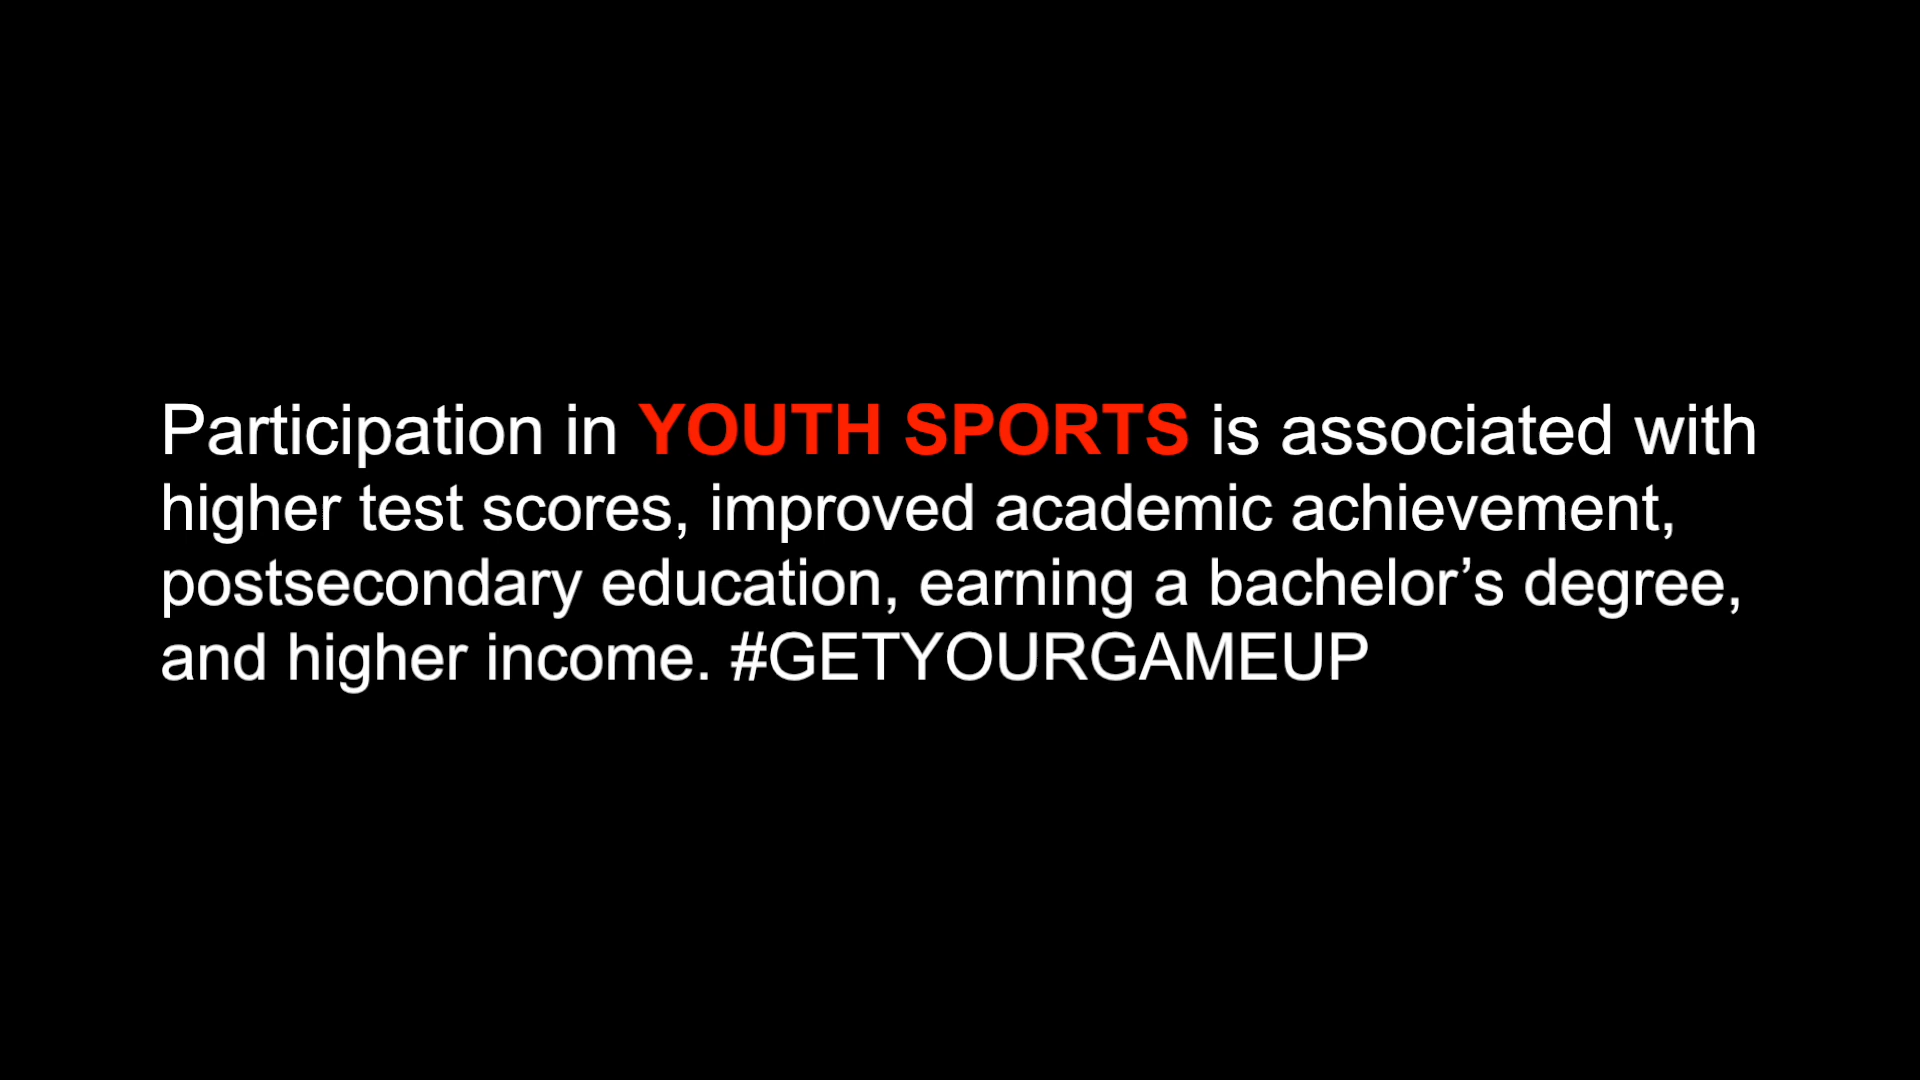 Participation in YOUTH SPORTS is associated with
higher test scores, improved academic achievement,
postsecondary education, earning a bachelor’s degree,
and higher income. #GETYOURGAMEUP